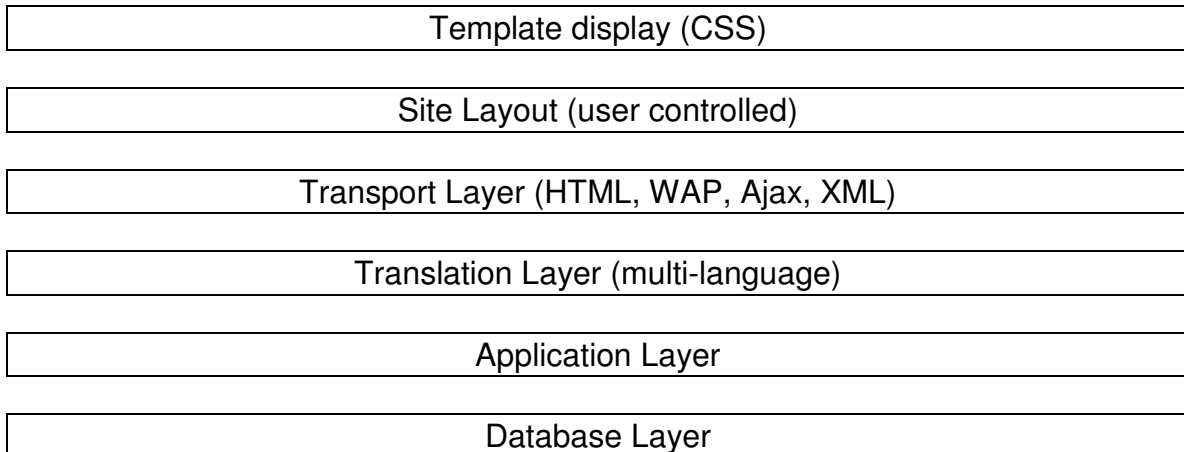 Template display (CSS)
Site Layout (user controlled)
Transport Layer (HTML, WAP, Ajax, XML)
Translation Layer (multi-language)
Application Layer
Database Layer